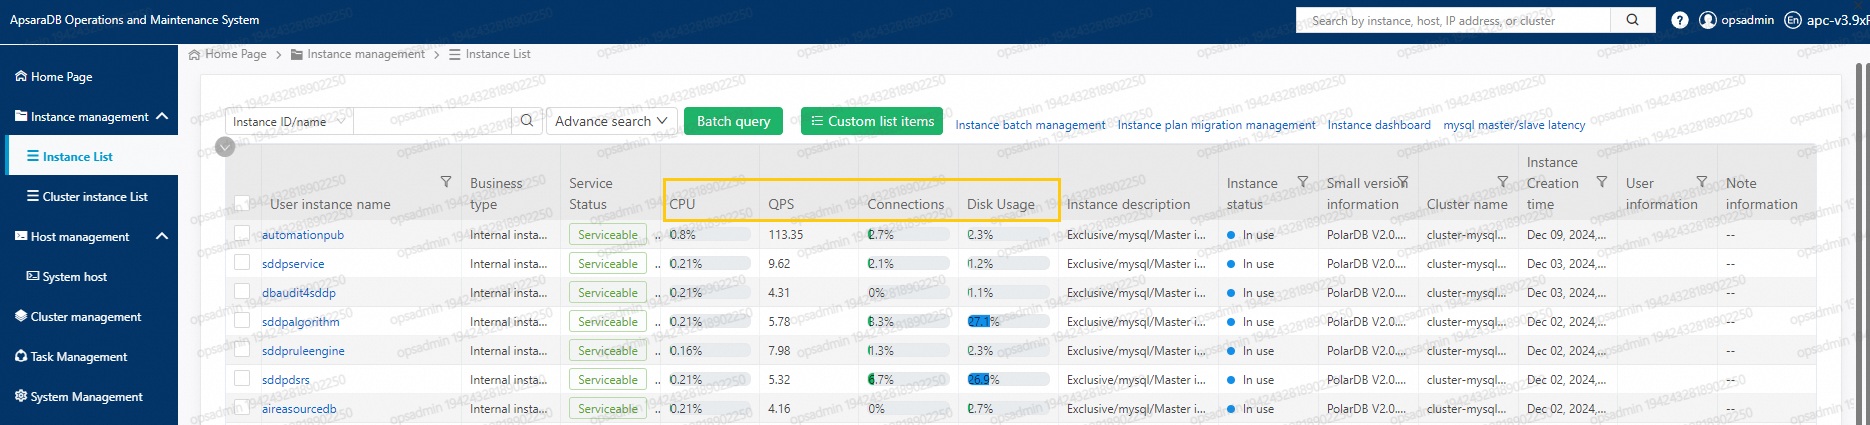 ApsaraDB Operations and Maintenance System
Search by instance, host, IP address, or cluster
opsadmin
En
apc-v3.9xF
Home Page
Instance management
Instance List
Cluster instance List
Host management
System host
Cluster management
Task Management
System Management
Home Page > Instance management > Instance List
Instance ID/name
Advance search
Batch query
Custom list items
Instance batch management
Instance plan migration management
Instance dashboard
mysql master/slave latency
User instance name Business type Service Status CPU QPS Connections Disk Usage Instance description Instance status Small version information Cluster name Instance Creation time User information Note information
automationpub Internal insta... Serviceable .. 0.8% 113.35 2.7% 2.3% Exclusive/mysql/Master i... In use PolarDB V2.0.... cluster-mysql... Dec 09, 2024,... --
sddpservice Internal insta... Serviceable .. 0.21% 9.62 2.1% 1.2% Exclusive/mysql/Master i... In use PolarDB V2.0.... cluster-mysql... Dec 03, 2024,... --
dbaudit4sddp Internal insta... Serviceable .. 0.21% 4.31 0% 1.1% Exclusive/mysql/Master i... In use PolarDB V2.0.... cluster-mysql... Dec 03, 2024,... --
sddpalgorithm Internal insta... Serviceable .. 0.21% 5.78 3.3% 27.1% Exclusive/mysql/Master i... In use PolarDB V2.0.... cluster-mysql... Dec 02, 2024,... --
sddpruleengine Internal insta... Serviceable .. 0.16% 7.98 1.3% 2.3% Exclusive/mysql/Master i... In use PolarDB V2.0.... cluster-mysql... Dec 02, 2024,... --
sddpdsrs Internal insta... Serviceable .. 0.21% 5.32 6.7% 26.9% Exclusive/mysql/Master i... In use PolarDB V2.0.... cluster-mysql... Dec 02, 2024,... --
aireasourcedb Internal insta... Serviceable .. 0.21% 4.16 0% 2.7% Exclusive/mysql/Master i... In use PolarDB V2.0.... cluster-mysql... Dec 02, 2024,... --
opsadmin 1942432818902250